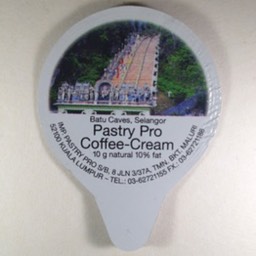 Batu Caves, Selangor
Pastry Pro
Coffee-Cream
10 g natural 10% fat
IMP. PASTRY PRO S/B, 8 JLN 3/37A, TMN. BKT. MALURI
52100 KUALA LUMPUR – TEL.: 03-62721155 FX. 03-62721186